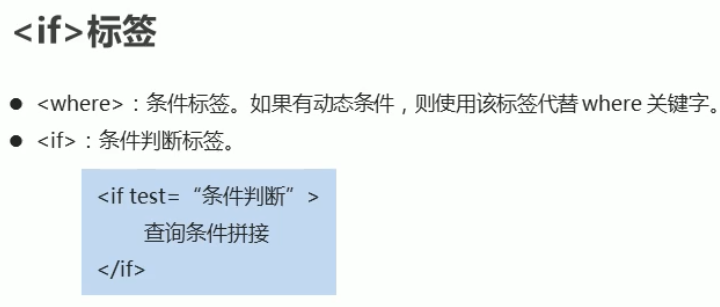 <if>标签
● <where>：条件标签。如果有动态条件，则使用该标签代替 where 关键字。
● <if>：条件判断标签。
<if test=“条件判断”>
查询条件拼接
</if>